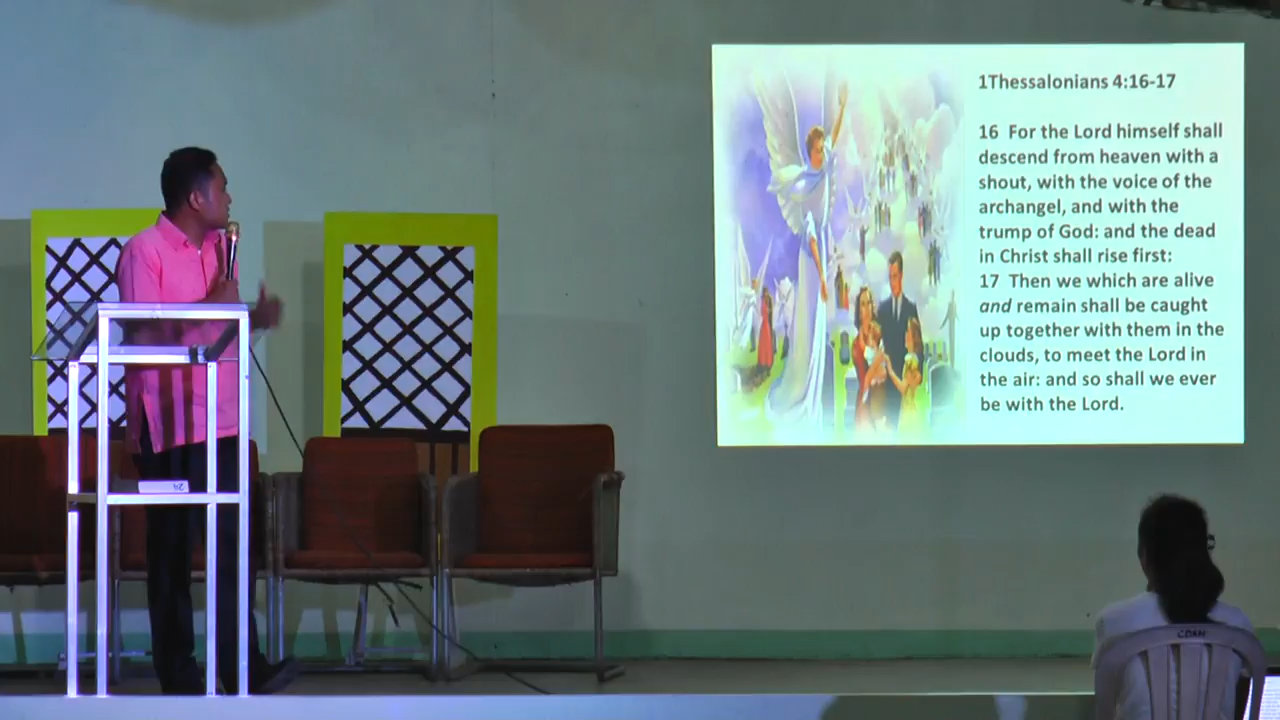 1Thessalonians 4:16-17
16 For the Lord himself shall
descend from heaven with a
shout, with the voice of the
archangel, and with the
trump of God: and the dead
in Christ shall rise first:
17 Then we which are alive
and remain shall be caught
up together with them in the
clouds, to meet the Lord in
the air: and so shall we ever
be with the Lord.